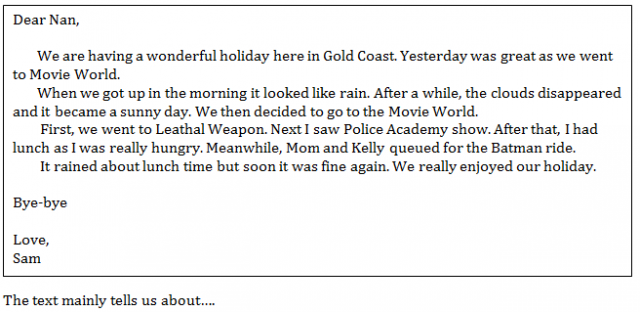 Dear Nan,
We are having a wonderful holiday here in Gold Coast. Yesterday was great as we went
to Movie World.
When we got up in the morning it looked like rain. After a while, the clouds disappeared
and it became a sunny day. We then decided to go to the Movie World.
First, we went to Leathal Weapon. Next I saw Police Academy show. After that, I had
lunch as I was really hungry. Meanwhile, Mom and Kelly queued for the Batman ride.
It rained about lunch time but soon it was fine again. We really enjoyed our holiday.
Bye-bye
Love,
Sam
The text mainly tells us about....